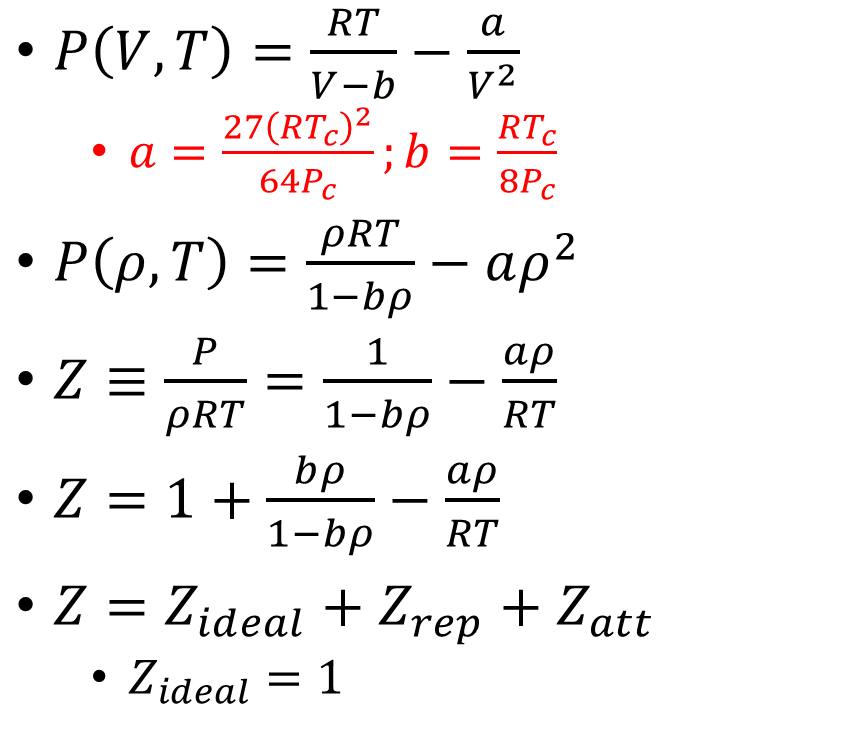 • P(V,T) = RT/(V−b) − a/V²
• a = 27(RT_c)²/64P_c ; b = RT_c/8P_c
• P(ρ,T) = ρRT/(1−bρ) − aρ²
• Z ≡ P/ρRT = 1/(1−bρ) − aρ/RT
• Z = 1 + bρ/(1−bρ) − aρ/RT
• Z = Z_ideal + Z_rep + Z_att
• Z_ideal = 1